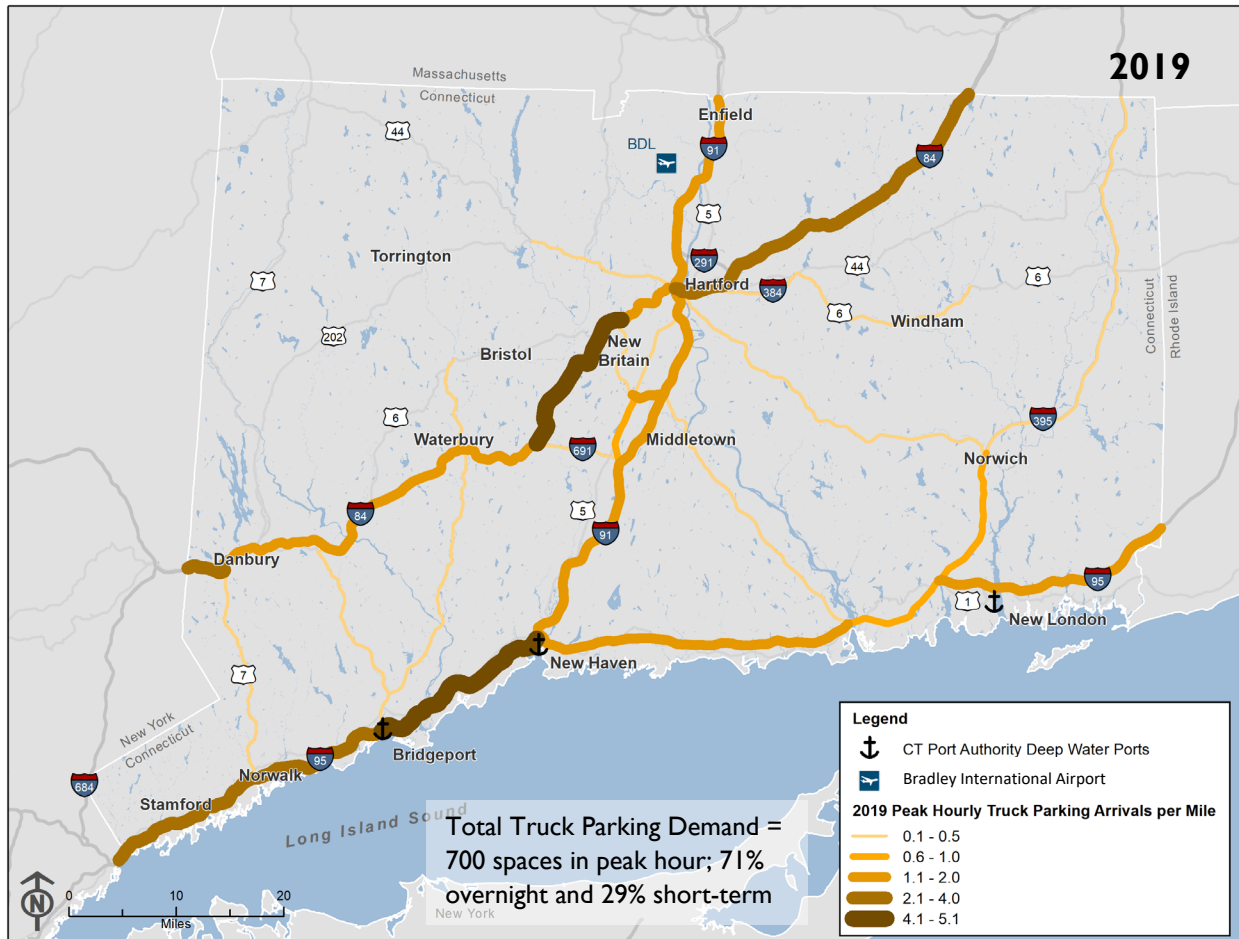 2019
Massachusetts
Connecticut
44
Enfield
91
BDL
84
5
Torrington
291
44
7
Hartford
384
6
6
Windham
Connecticut
Rhode Island
202
Bristol
New
Britain
6
Waterbury
691
Middletown
395
Norwich
84
5
91
Danbury
95
1
New London
New Haven
7
New York
Connecticut
Bridgeport
95
Norwalk
684
Stamford
Long Island Sound
Total Truck Parking Demand =
700 spaces in peak hour; 71%
overnight and 29% short-term
New York
N
0 10 20
Miles
Legend
CT Port Authority Deep Water Ports
Bradley International Airport
2019 Peak Hourly Truck Parking Arrivals per Mile
0.1 - 0.5
0.6 - 1.0
1.1 - 2.0
2.1 - 4.0
4.1 - 5.1